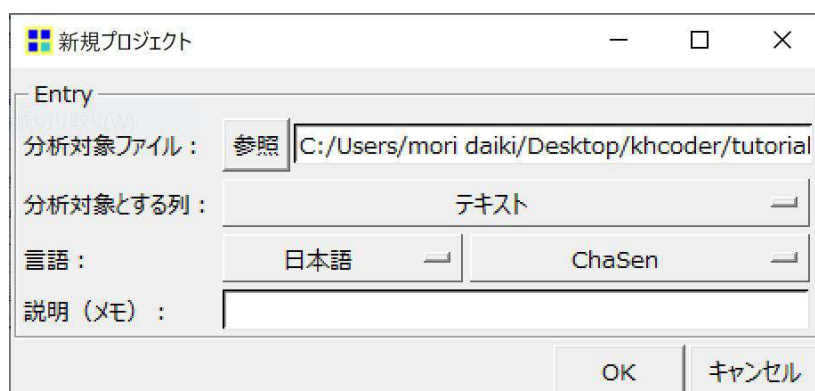 新規プロジェクト
Entry
分析対象ファイル： 参照 C:/Users/mori daiki/Desktop/khcoder/tutorial
分析対象とする列： テキスト
言語： 日本語 ChaSen
説明（メモ）：
OK キャンセル